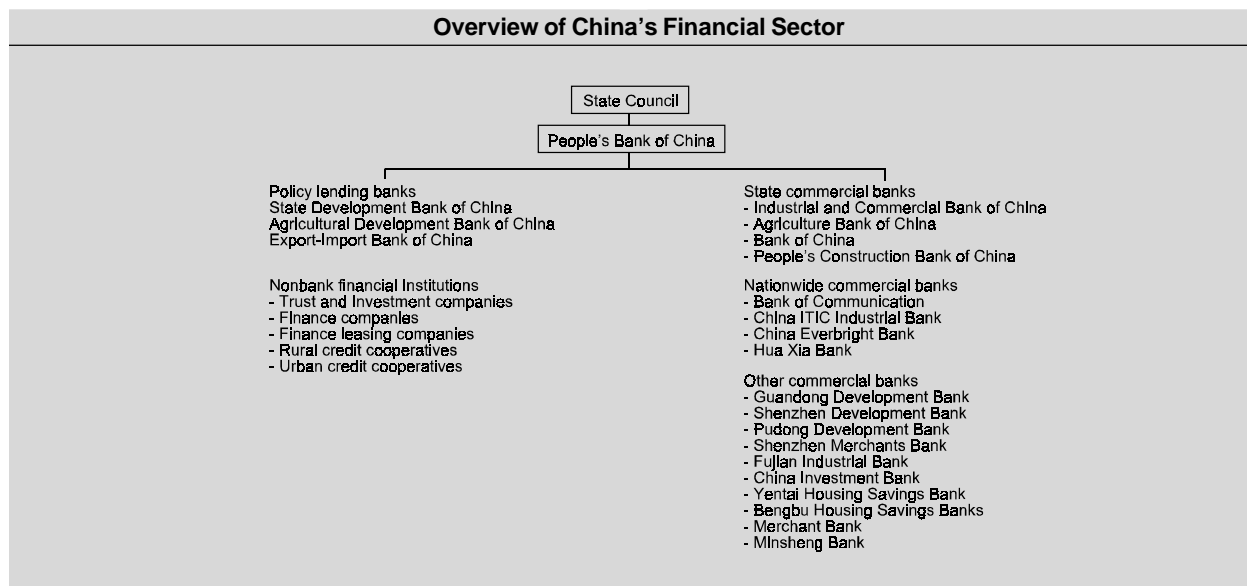 Overview of China's Financial Sector
State Council
People's Bank of China
Policy lending banks
State Development Bank of China
Agricultural Development Bank of China
Export-Import Bank of China
Nonbank financial Institutions
- Trust and Investment companies
- Finance companies
- Finance leasing companies
- Rural credit cooperatives
- Urban credit cooperatives
State commercial banks
- Industrial and Commercial Bank of China
- Agriculture Bank of China
- Bank of China
- People's Construction Bank of China
Nationwide commercial banks
- Bank of Communication
- China ITIC Industrial Bank
- China Everbright Bank
- Hua Xia Bank
Other commercial banks
- Guandong Development Bank
- Shenzhen Development Bank
- Pudong Development Bank
- Shenzhen Merchants Bank
- Fujian Industrial Bank
- China Investment Bank
- Yentai Housing Savings Bank
- Bengbu Housing Savings Banks
- Merchant Bank
- Minsheng Bank